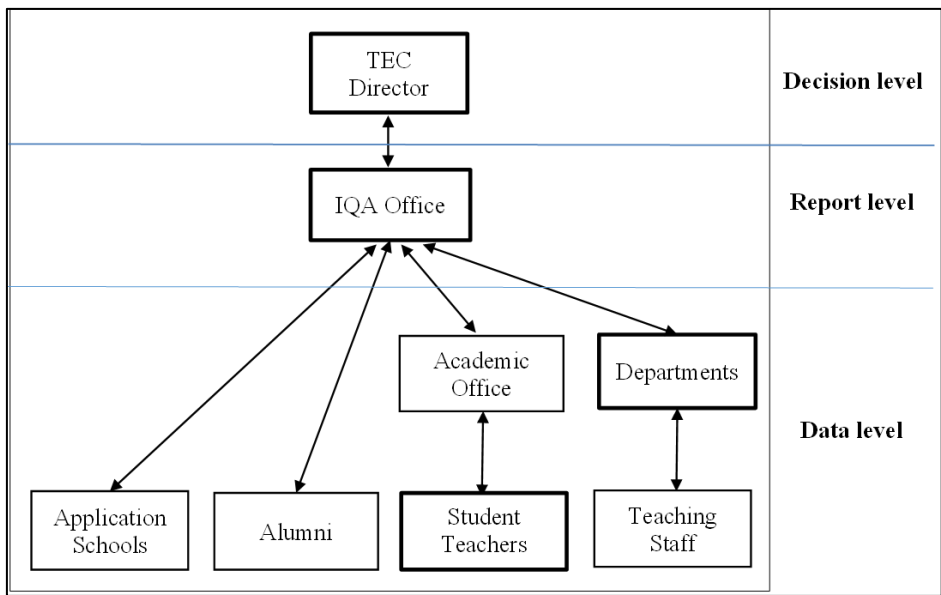 TEC
Director
Decision level
IQA Office
Report level
Academic
Office
Departments
Data level
Application
Schools
Alumni
Student
Teachers
Teaching
Staff